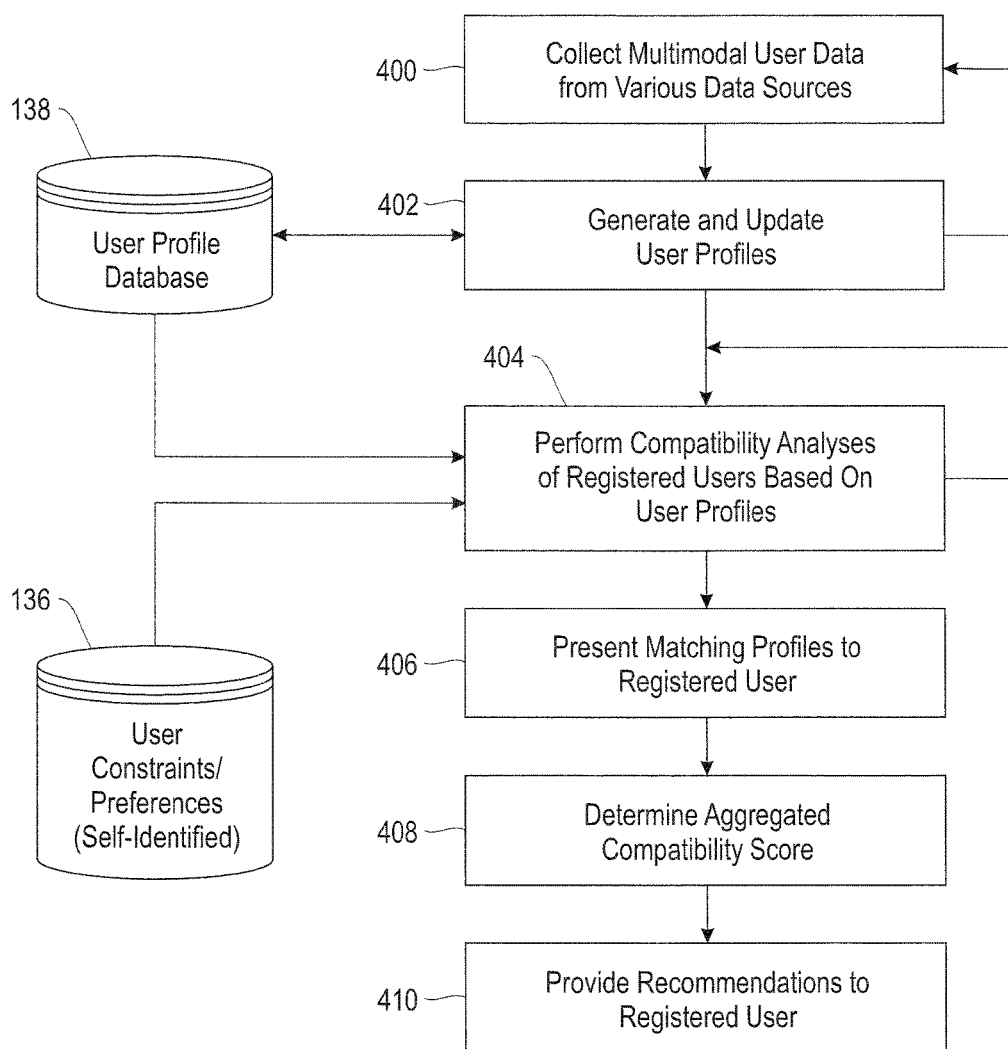 400
Collect Multimodal User Data
from Various Data Sources
138
User Profile
Database
402
Generate and Update
User Profiles
404
Perform Compatibility Analyses
of Registered Users Based On
User Profiles
136
User
Constraints/
Preferences
(Self-Identified)
406
Present Matching Profiles to
Registered User
408
Determine Aggregated
Compatibility Score
410
Provide Recommendations to
Registered User